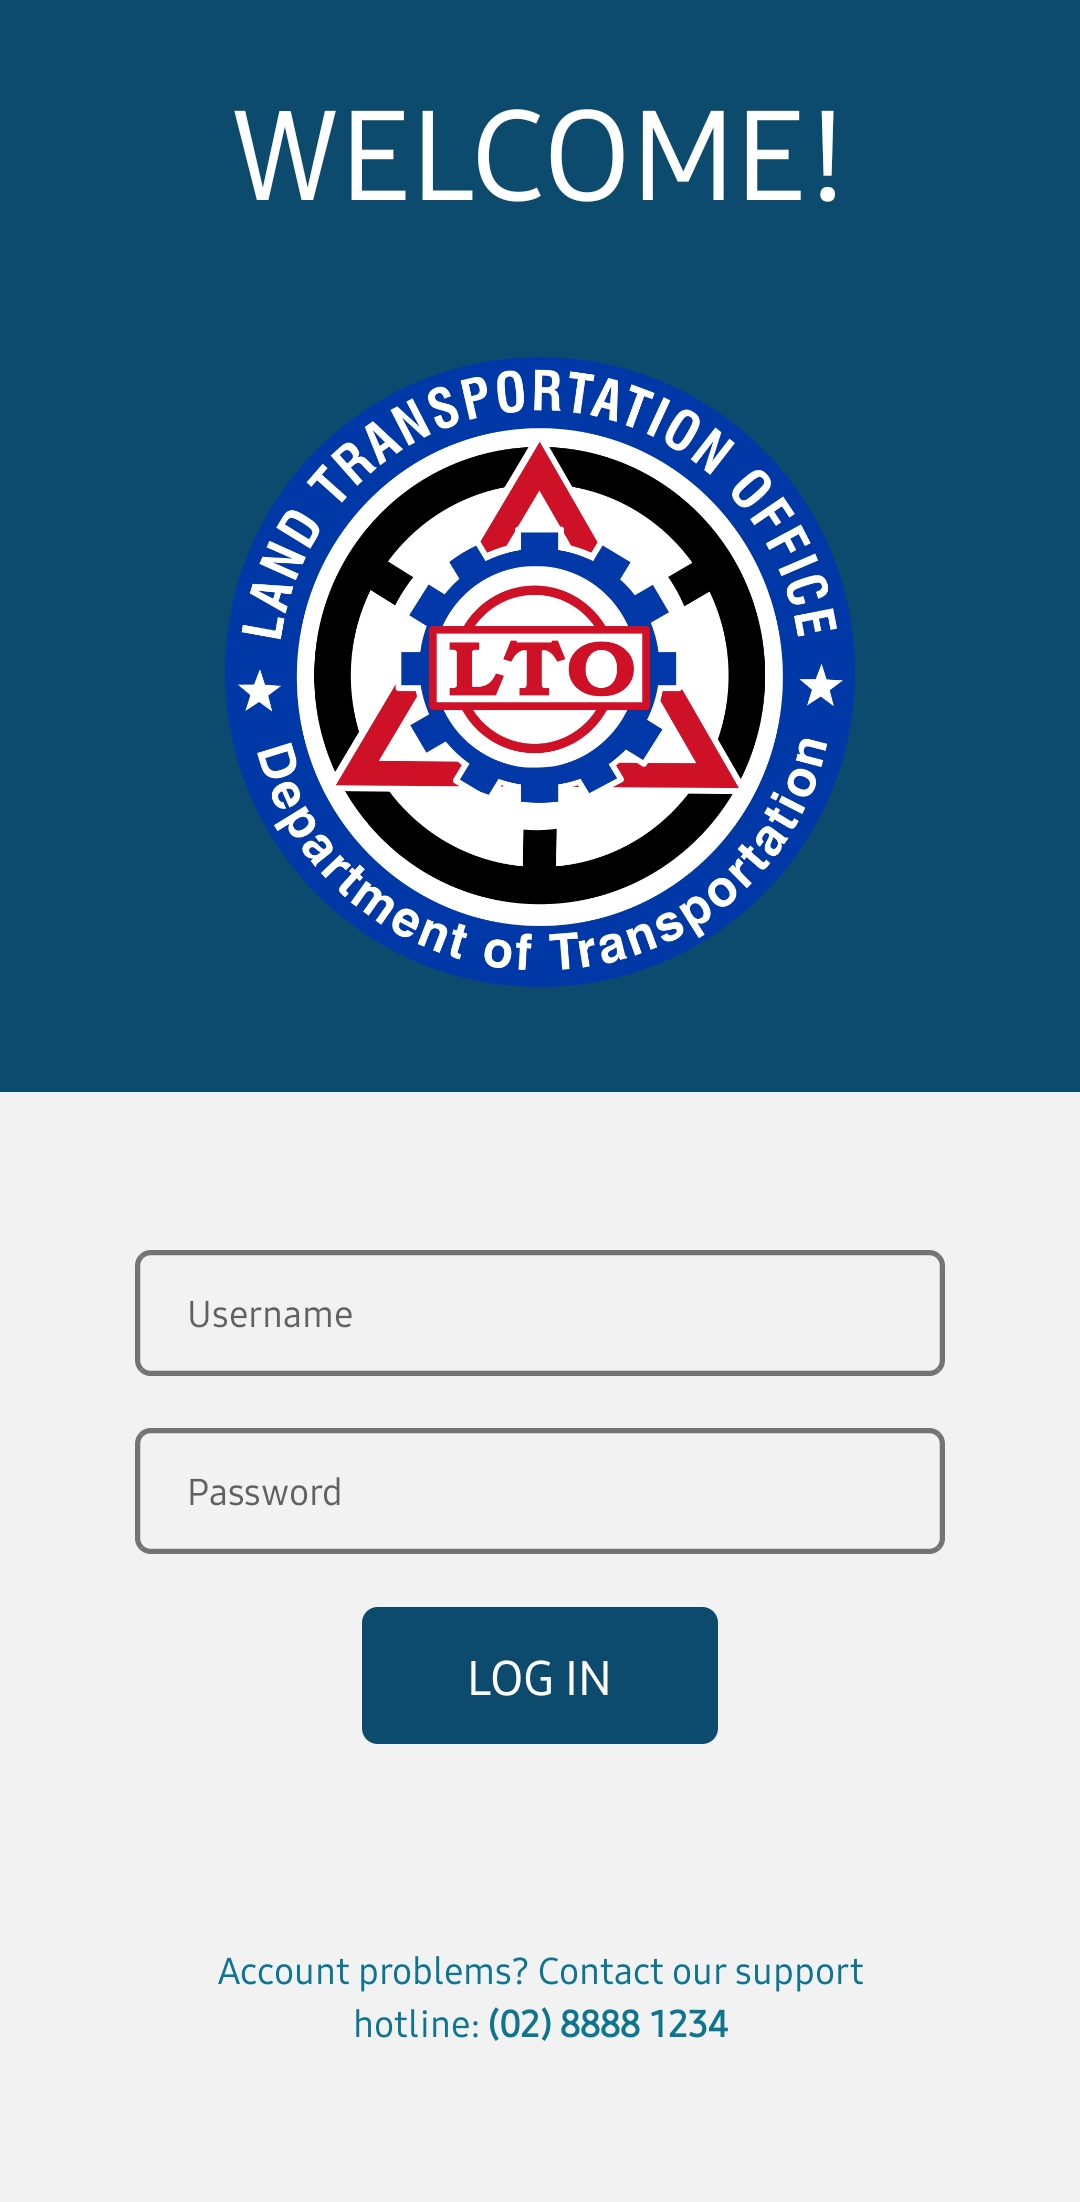 WELCOME!
LAND TRANSPORTATION OFFICE
LTO
Department of Transportation
Username
Password
LOG IN
Account problems? Contact our support
hotline: (02) 8888 1234